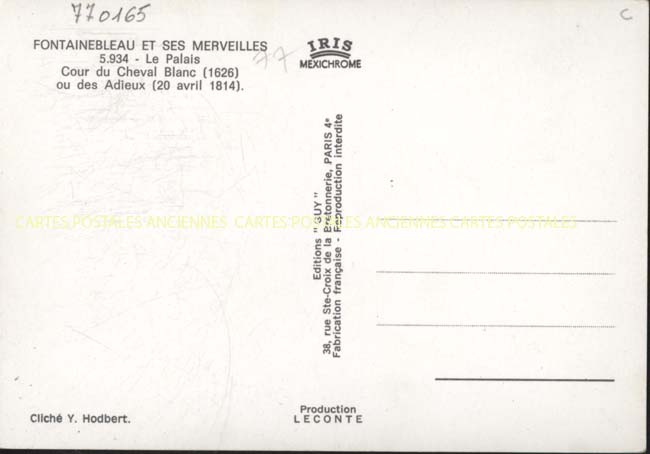 770165
C
FONTAINEBLEAU ET SES MERVEILLES
5.934 - Le Palais
Cour du Cheval Blanc (1626)
ou des Adieux (20 avril 1814).
77
IRIS
MEXICHROME
Editions " GUY "
38, rue Ste-Croix de la Bretonnerie, PARIS 4e
Fabrication française - Reproduction interdite
CARTES POSTALES ANCIENNES CARTES POSTALES ANCIENNES CARTES POSTALES ANCIENNES
Cliché Y. Hodbert.
Production
LECONTE